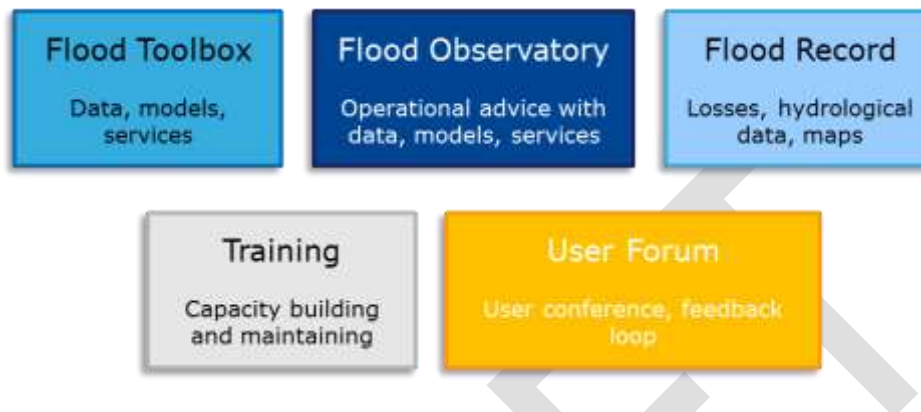 Flood Toolbox
Data, models,
services
Flood Observatory
Operational advice with
data, models, services
Flood Record
Losses, hydrological
data, maps
Training
Capacity building
and maintaining
User Forum
User conference, feedback
loop